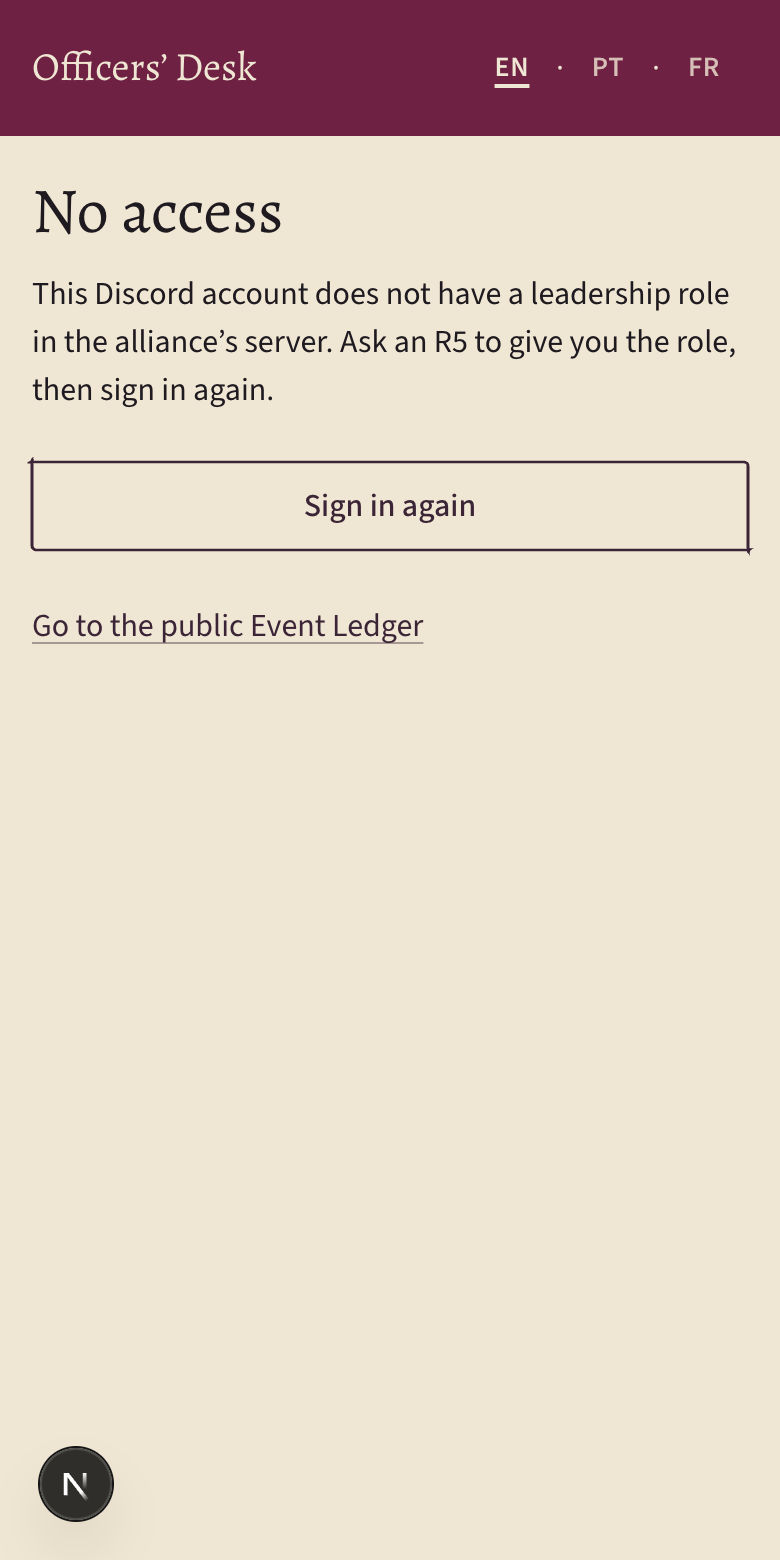 Officers’ Desk
EN · PT · FR
No access
This Discord account does not have a leadership role
in the alliance’s server. Ask an R5 to give you the role,
then sign in again.
Sign in again
Go to the public Event Ledger
N